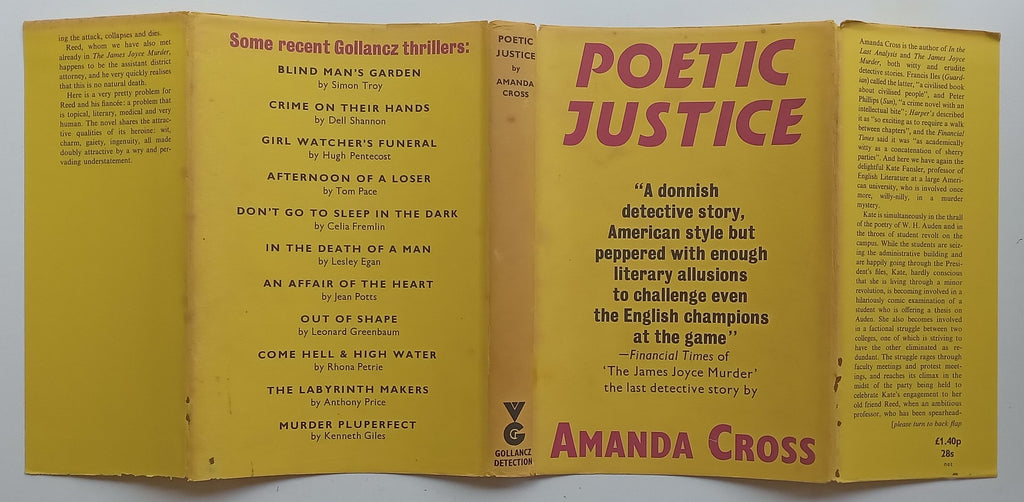 ing the attack, collapses and dies.
Reed, whom we have also met
already in The James Joyce Murder,
happens to be the assistant district
attorney, and he very quickly realises
that this is no natural death.
Here is a very pretty problem for
Reed and his fiancée: a problem that
is topical, literary, medical and very
human. The novel shares the attrac-
tive qualities of its heroine: wit,
charm, gaiety, ingenuity, all made
doubly attractive by a wry and per-
vading understatement.
Some recent Gollancz thrillers:
BLIND MAN'S GARDEN
by Simon Troy
CRIME ON THEIR HANDS
by Dell Shannon
GIRL WATCHER'S FUNERAL
by Hugh Pentecost
AFTERNOON OF A LOSER
by Tom Pace
DON'T GO TO SLEEP IN THE DARK
by Celia Fremlin
IN THE DEATH OF A MAN
by Lesley Egan
AN AFFAIR OF THE HEART
by Jean Potts
OUT OF SHAPE
by Leonard Greenbaum
COME HELL & HIGH WATER
by Rhona Petrie
THE LABYRINTH MAKERS
by Anthony Price
MURDER PLUPERFECT
by Kenneth Giles
POETIC
JUSTICE
by
AMANDA
CROSS
VG
GOLLANCZ
DETECTION
POETIC
JUSTICE
"A donnish
detective story,
American style but
peppered with enough
literary allusions
to challenge even
the English champions
at the game"
—Financial Times of
'The James Joyce Murder'
the last detective story by
AMANDA CROSS
Amanda Cross is the author of In the
Last Analysis and The James Joyce
Murder, both witty and erudite
detective stories. Francis Iles (Guard-
ian) called the latter, "a civilised book
about civilised people", and Peter
Phillips (Sun), "a crime novel with an
intellectual bite"; Harper's described
it as "so exciting as to require a walk
between chapters", and the Financial
Times said it was "as academically
witty as a concatenation of sherry
parties". And here we have again the
delightful Kate Fansler, professor of
English Literature at a large Ameri-
can university, who is involved once
more, willy-nilly, in a murder
mystery.
Kate is simultaneously in the thrall
of the poetry of W. H. Auden and in
the throes of student revolt on the
campus. While the students are seiz-
ing the administrative building and
are happily going through the Presi-
dent's files, Kate, hardly conscious
that she is living through a minor
revolution, is becoming involved in a
hilariously comic examination of a
student who is offering a thesis on
Auden. She also becomes involved
in a factional struggle between two
colleges, one of which is striving to
have the other eliminated as re-
dundant. The struggle rages through
faculty meetings and protest meet-
ings, and reaches its climax in the
midst of the party being held to
celebrate Kate's engagement to her
old friend Reed, when an ambitious
professor, who has been spearhead-
[please turn to back flap
£1.40p
28s
net